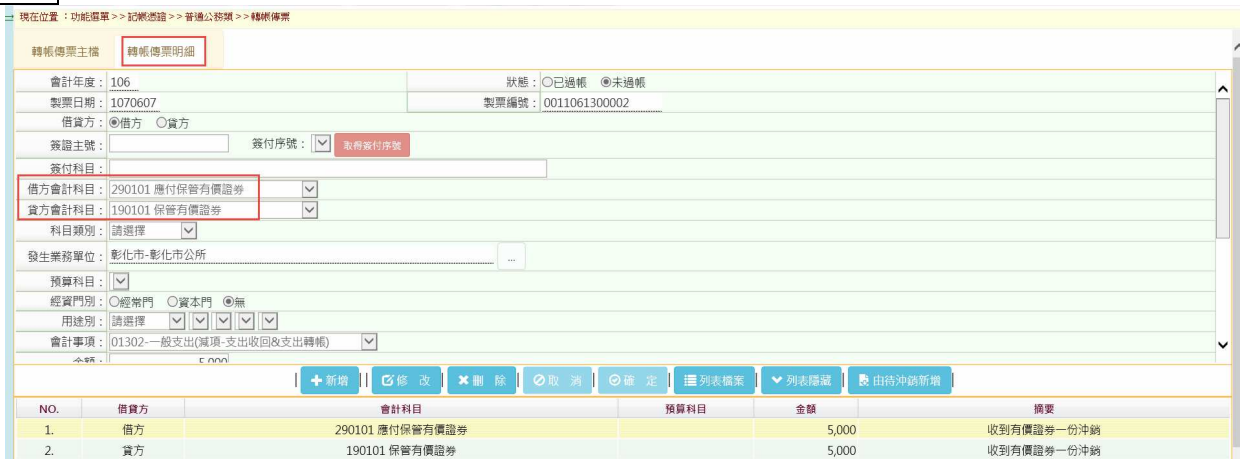 現在位置 ：功能選單>>記帳憑證>>普通公務類>>轉帳傳票
轉帳傳票主檔 轉帳傳票明細
會計年度： 106 狀態： 已過帳 未過帳
製票日期： 1070607 製票編號： 0011061300002
借貸方： 借方 貸方
簽證主號： 簽付序號： 取得簽付序號
簽付科目：
借方會計科目： 290101 應付保管有價證券
貸方會計科目： 190101 保管有價證券
科目類別： 請選擇
發生業務單位： 彰化市-彰化市公所 ...
預算科目：
經資門別： 經常門 資本門 無
用途別： 請選擇
會計事項： 01302-一般支出(減項-支出收回&支出轉帳)
金額： 5,000
新增 修 改 刪 除 取 消 確 定 列表檔案 列表隱藏 由待沖銷新增
NO. 借貸方 會計科目 預算科目 金額 摘要
1. 借方 290101 應付保管有價證券 5,000 收到有價證券一份沖銷
2. 貸方 190101 保管有價證券 5,000 收到有價證券一份沖銷